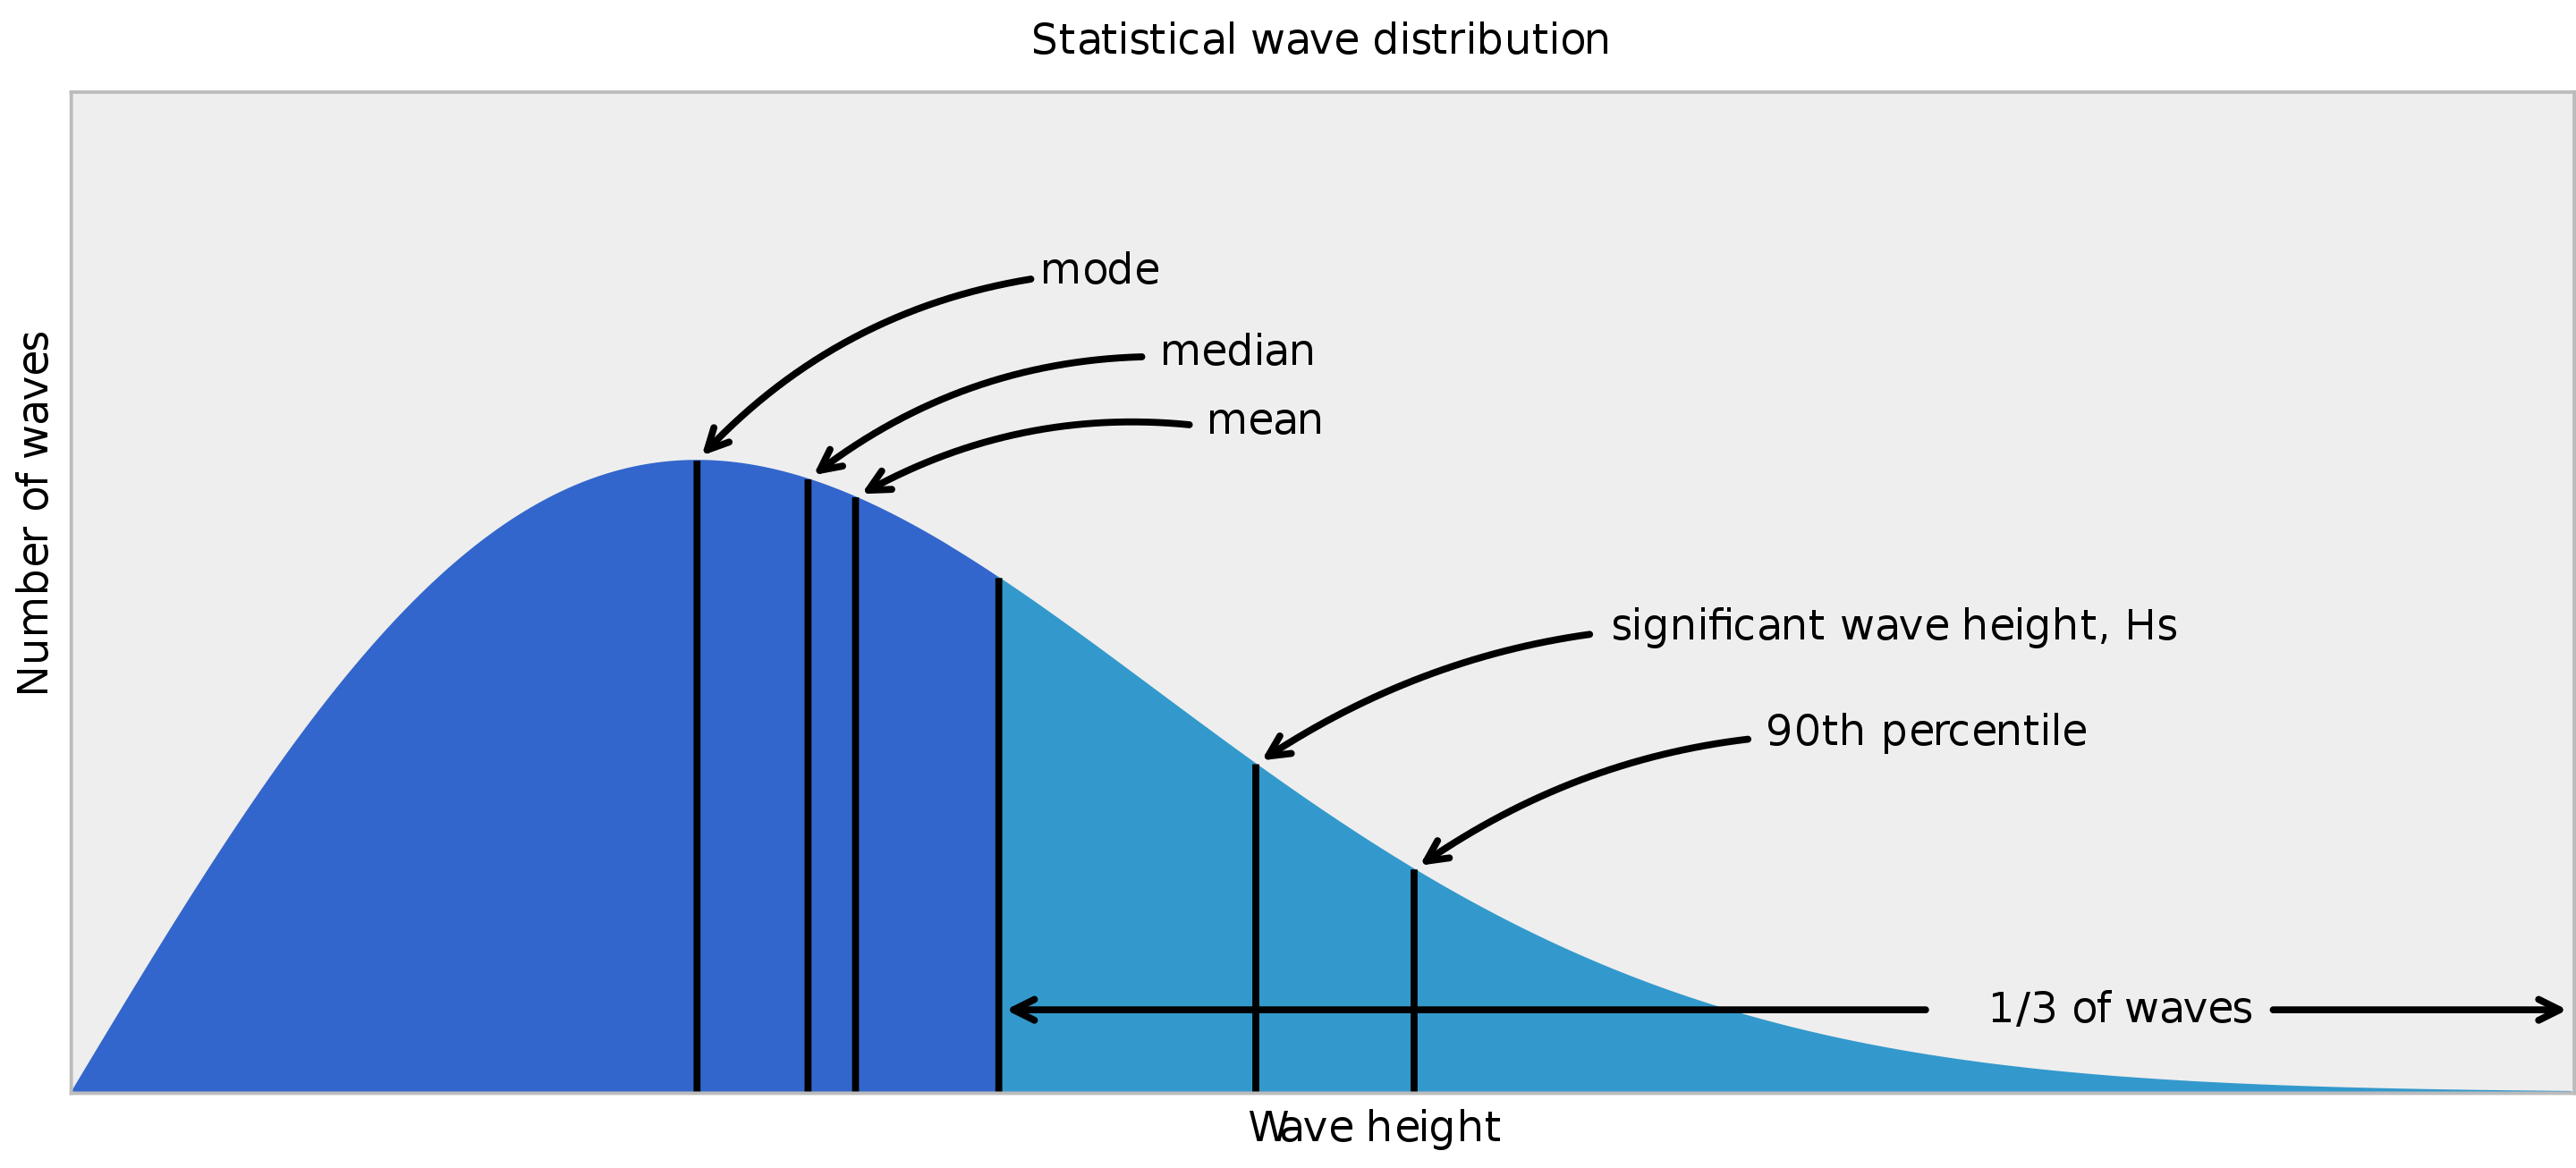 Statistical wave distribution
mode
median
mean
Number of waves
significant wave height, Hs
90th percentile
1/3 of waves
Wave height